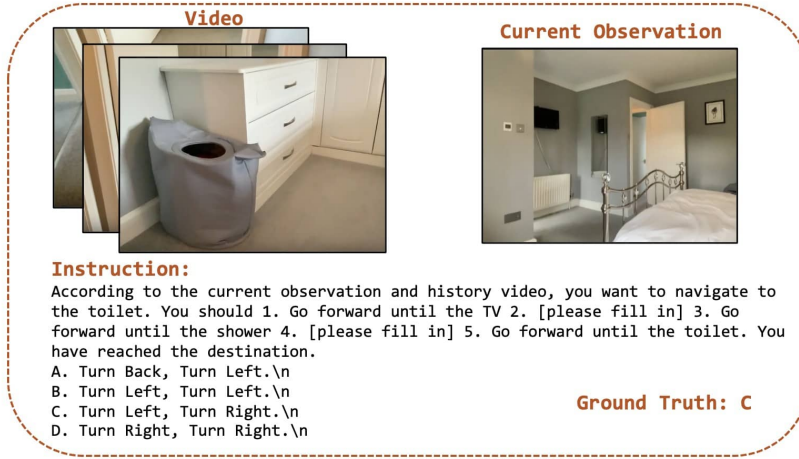 Video
Current Observation
Instruction:
According to the current observation and history video, you want to navigate to
the toilet. You should 1. Go forward until the TV 2. [please fill in] 3. Go
forward until the shower 4. [please fill in] 5. Go forward until the toilet. You
have reached the destination.
A. Turn Back, Turn Left.\n
B. Turn Left, Turn Left.\n
C. Turn Left, Turn Right.\n
D. Turn Right, Turn Right.\n
Ground Truth: C